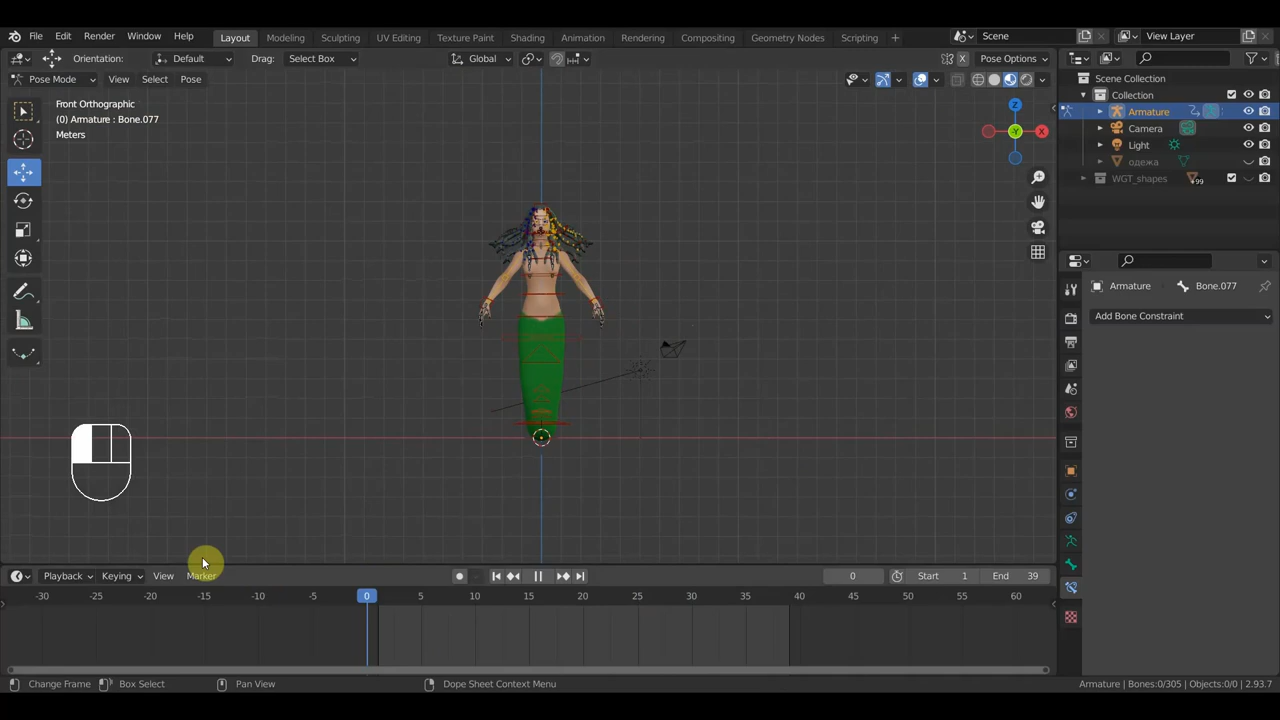 File Edit Render Window Help Layout Modeling Sculpting UV Editing Texture Paint Shading Animation Rendering Compositing Geometry Nodes Scripting + Scene View Layer
Orientation: Default Drag: Select Box Global Pose Options
Pose Mode View Select Pose
Scene Collection
Collection
Armature
Camera
Light
одежа
WGT_shapes 99
Front Orthographic
(0) Armature : Bone.077
Meters
Z
-Y
X
Armature Bone.077
Add Bone Constraint
Playback Keying View Marker 0 Start 1 End 39
-30 -25 -20 -15 -10 -5 0 5 10 15 20 25 30 35 40 45 50 55 60
Change Frame Box Select Pan View Dope Sheet Context Menu Armature | Bones:0/305 | Objects:0/0 | 2.93.7